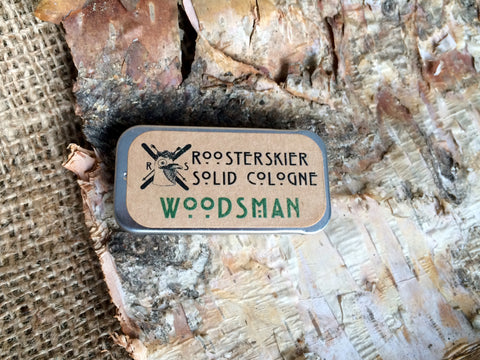 R S
ROOSTERSKIER
SOLID COLOGNE
WOODSMAN